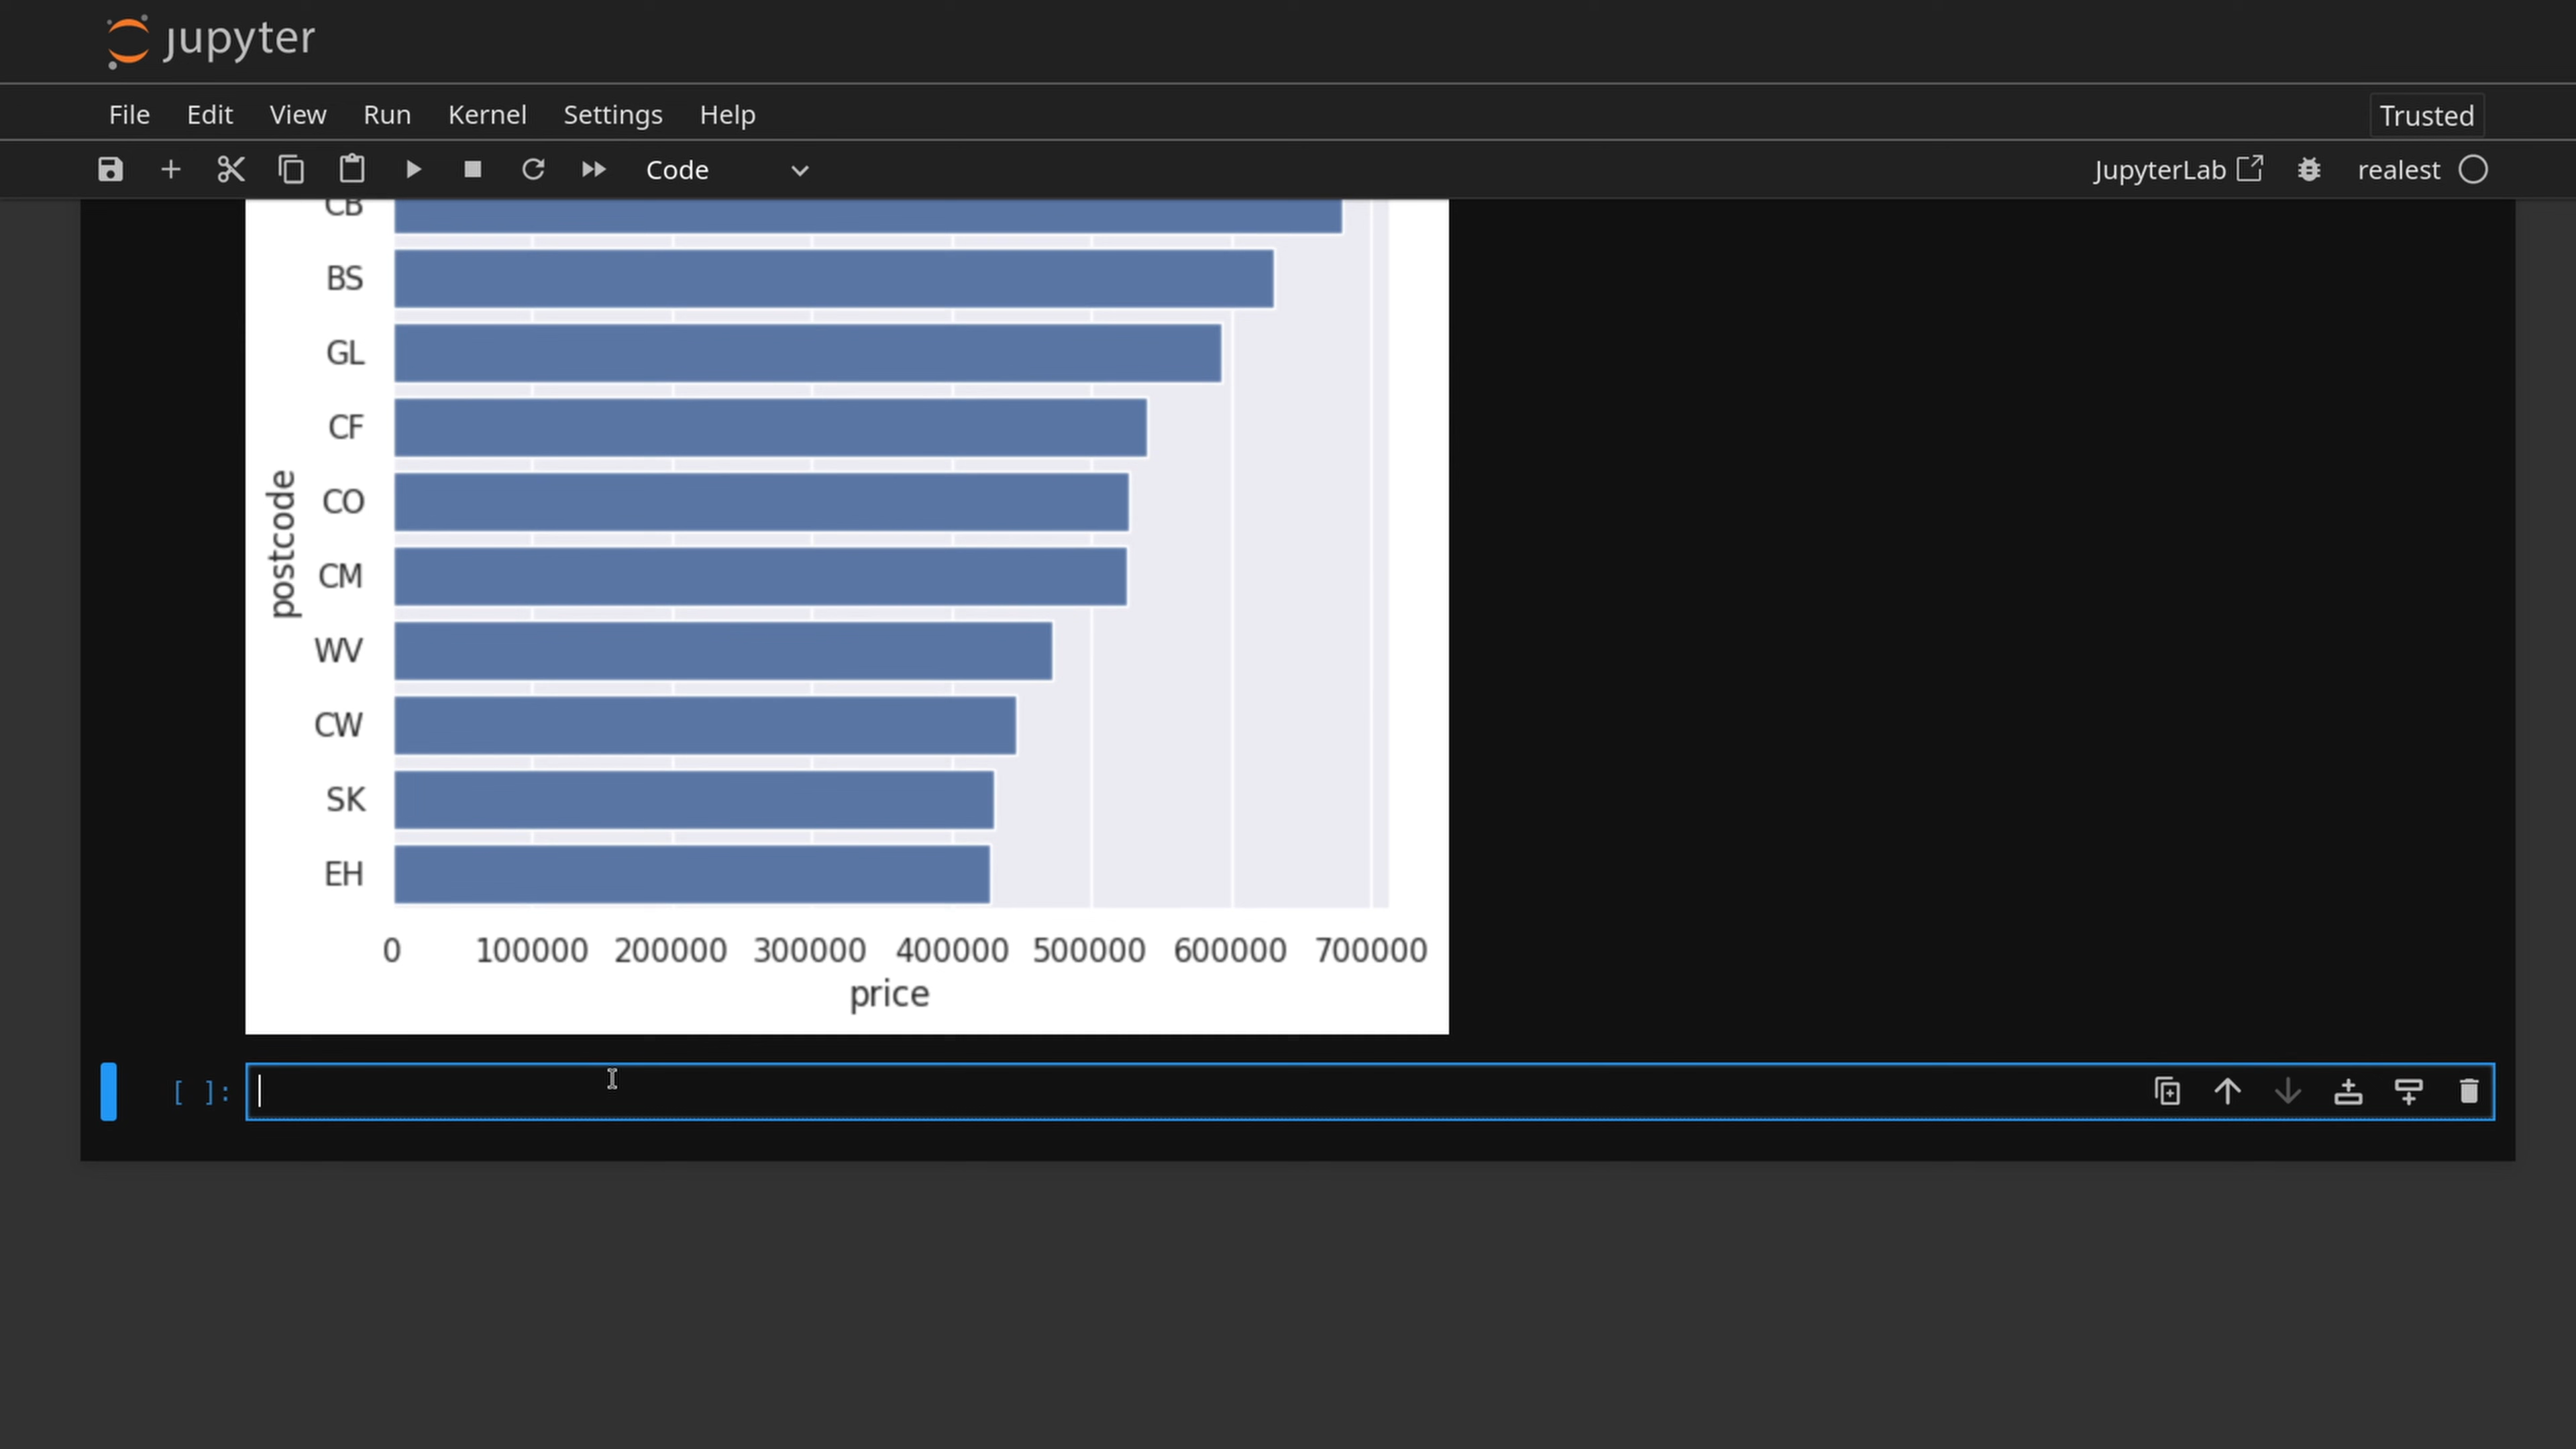 jupyter
File Edit View Run Kernel Settings Help Trusted
Code JupyterLab realest
CB
BS
GL
CF
CO
CM
WV
CW
SK
EH
postcode
0 100000 200000 300000 400000 500000 600000 700000
price
[ ]: